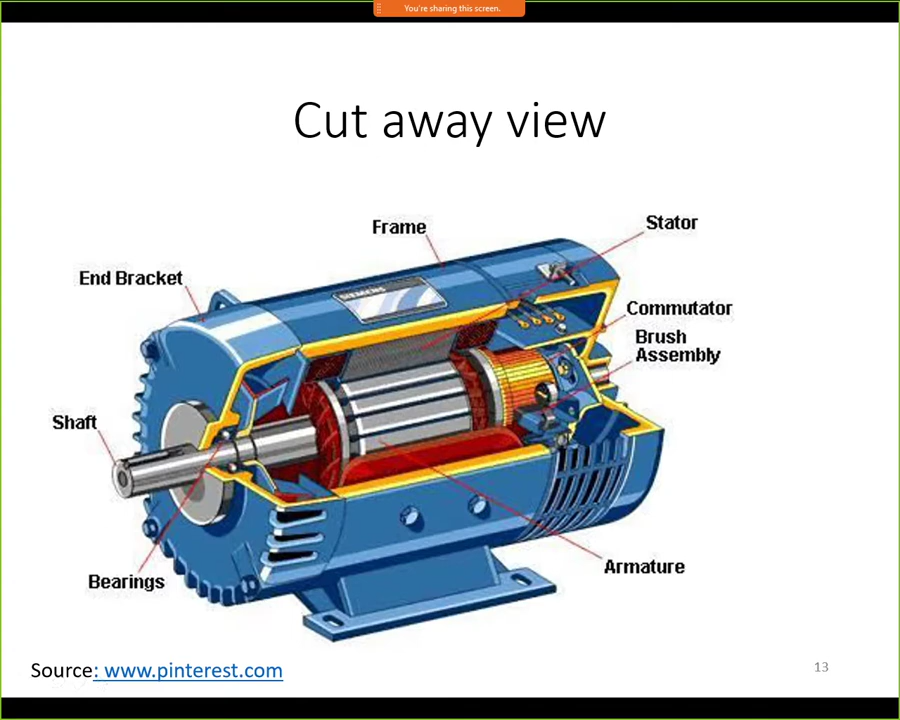 You're sharing this screen.
Cut away view
Frame
Stator
End Bracket
SIEMENS
Commutator
Brush
Assembly
Shaft
Armature
Bearings
Source: www.pinterest.com
13